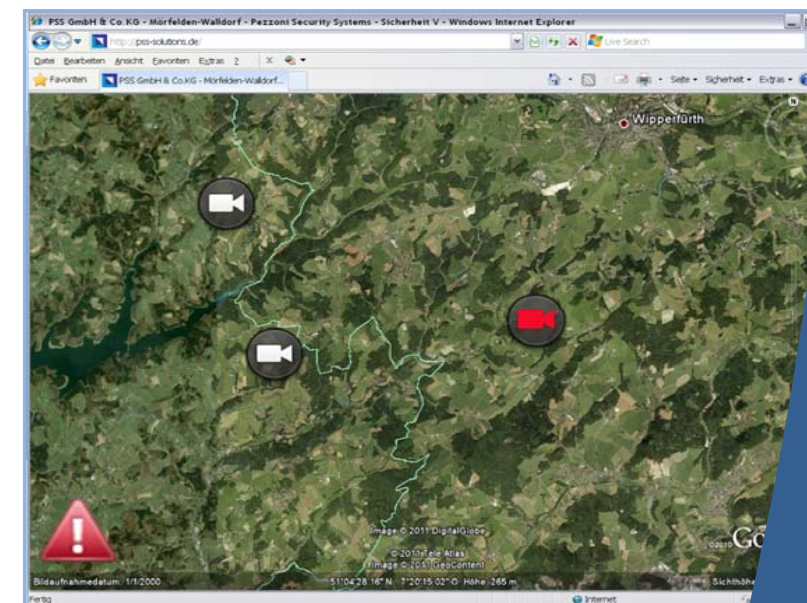 PSS GmbH & Co. KG - Mörfelden-Walldorf - Pezzoni Security Systems - Sicherheit V - Windows Internet Explorer
http://pss-solutions.de/
Live Search
Datei Bearbeiten Ansicht Favoriten Extras ?
Favoriten PSS GmbH & Co.KG - Mörfelden-Walldorf...
Seite Sicherheit Extras
Wipperfürth
Image © 2011 DigitalGlobe
© 2011 Tele Atlas
Image © 2011 GeoContent
©2010 Go
Bildaufnahmedatum: 1/1/2000 51°04'28.16" N 7°20'15.02" O Höhe 265 m Sichthöhe
Fertig Internet